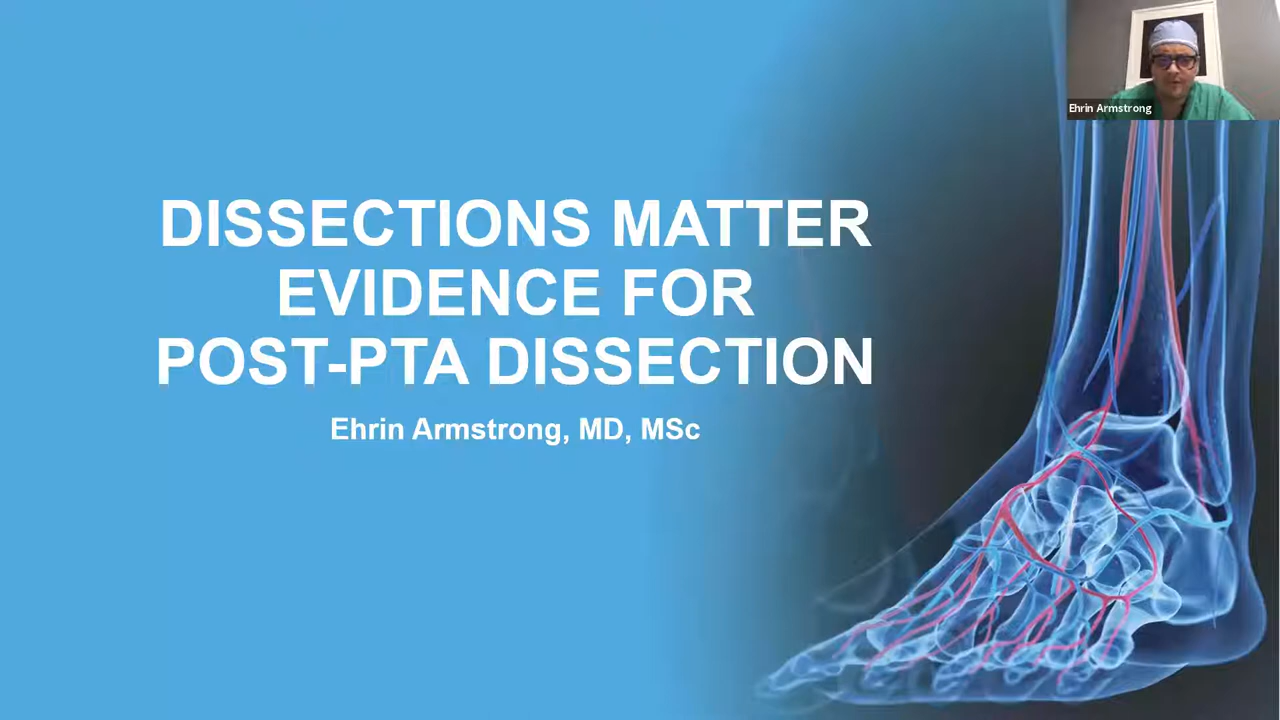 Ehrin Armstrong
DISSECTIONS MATTER
EVIDENCE FOR
POST-PTA DISSECTION
Ehrin Armstrong, MD, MSc